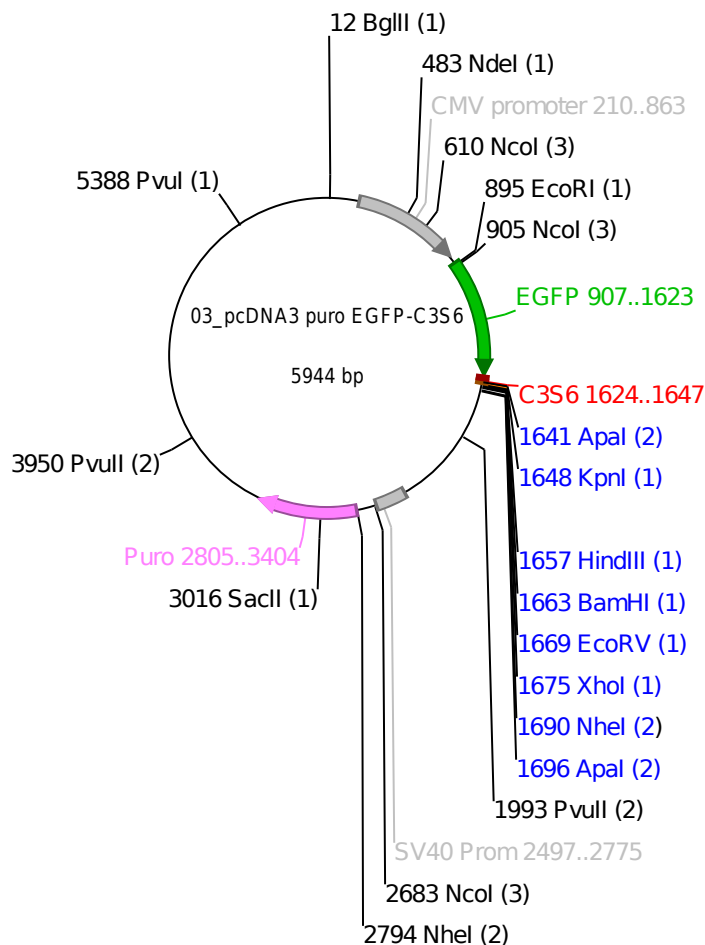 12 BglII (1)
483 NdeI (1)
CMV promoter 210..863
610 NcoI (3)
5388 PvuI (1)
895 EcoRI (1)
905 NcoI (3)
EGFP 907..1623
03_pcDNA3 puro EGFP-C3S6
5944 bp
C3S6 1624..1647
1641 ApaI (2)
3950 PvuII (2)
1648 KpnI (1)
Puro 2805..3404
1657 HindIII (1)
3016 SacII (1)
1663 BamHI (1)
1669 EcoRV (1)
1675 XhoI (1)
1690 NheI (2)
1696 ApaI (2)
1993 PvuII (2)
SV40 Prom 2497..2775
2683 NcoI (3)
2794 NheI (2)